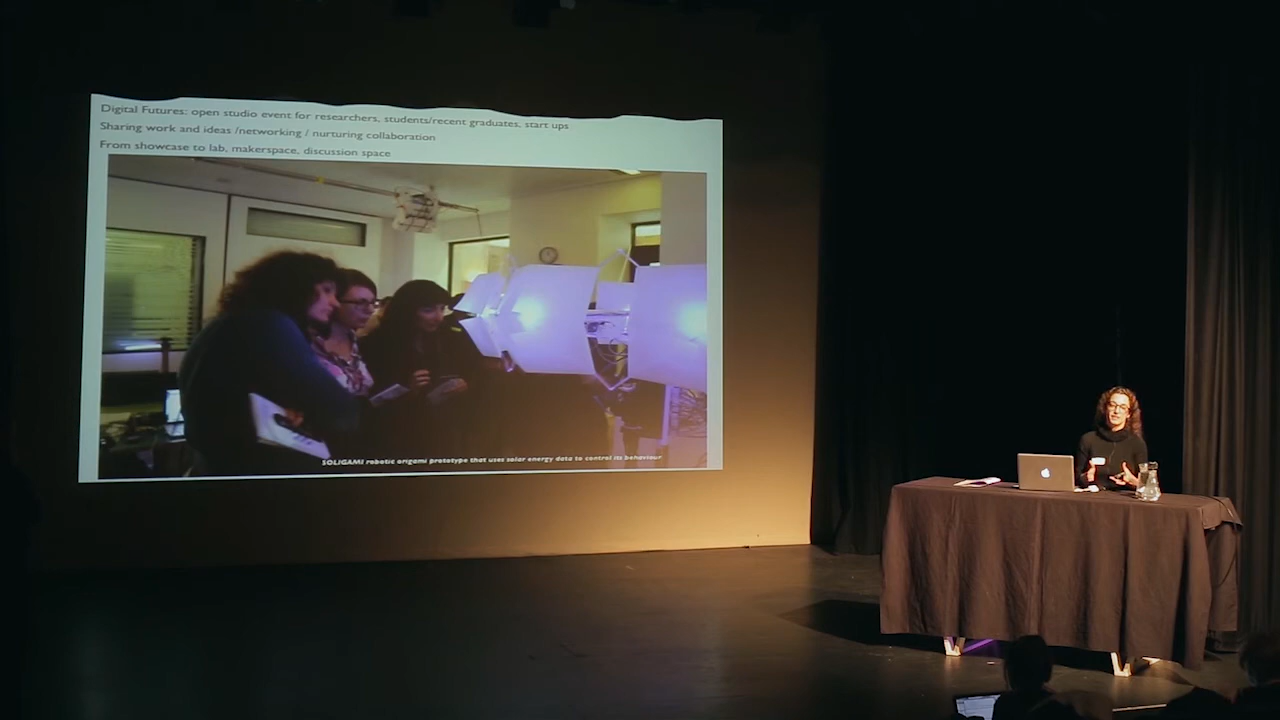 Digital Futures: open studio event for researchers, students/recent graduates, start ups
Sharing work and ideas /networking / nurturing collaboration
From showcase to lab, makerspace, discussion space
SOLIGAMI robotic origami prototype that uses solar energy data to control its behaviour